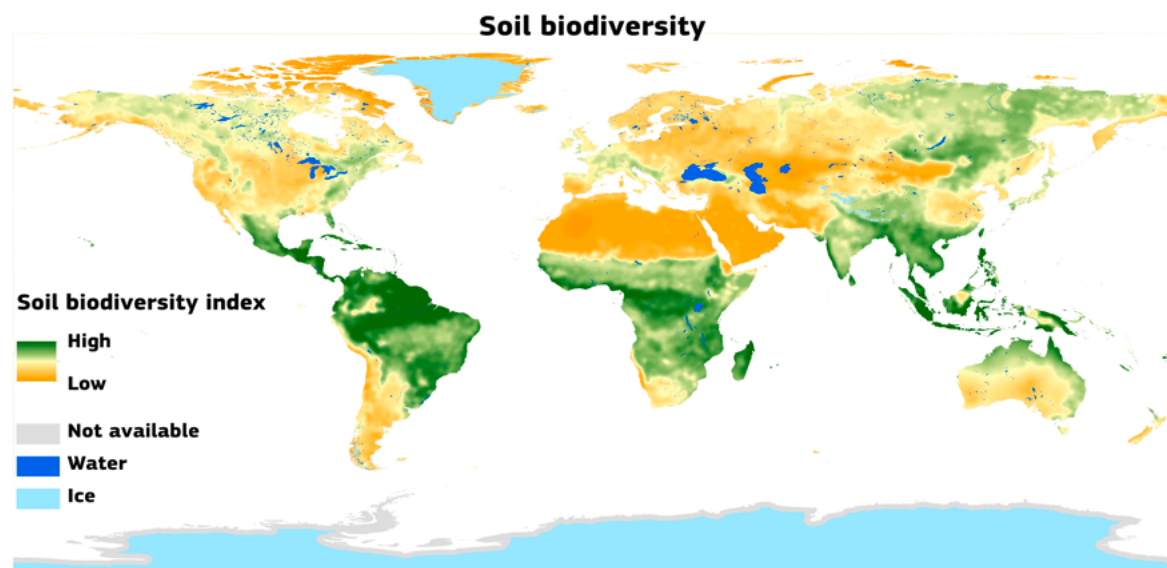 Soil biodiversity
Soil biodiversity index
High
Low
Not available
Water
Ice